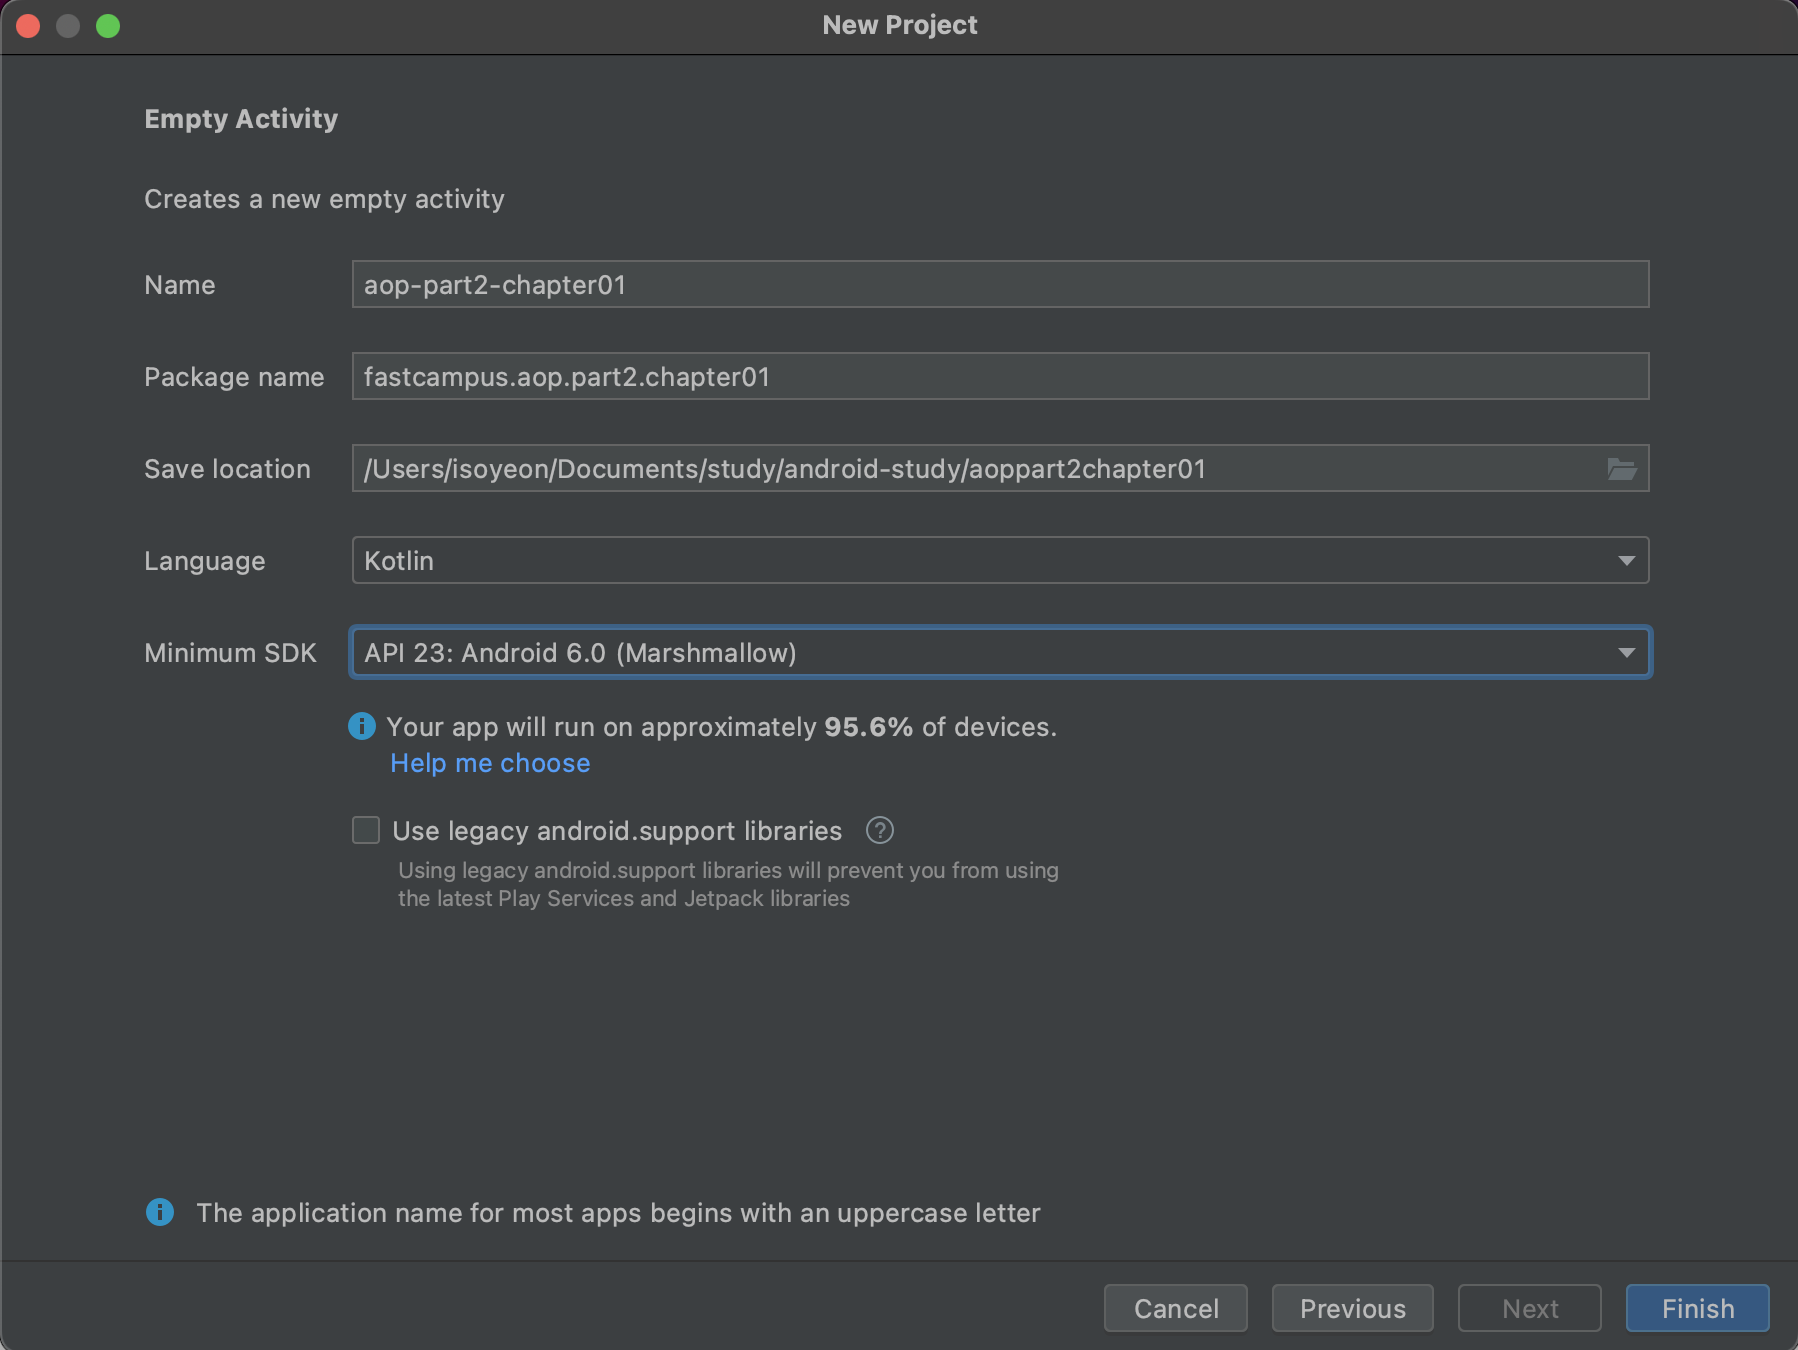 New Project
Empty Activity
Creates a new empty activity
Name aop-part2-chapter01
Package name fastcampus.aop.part2.chapter01
Save location /Users/isoyeon/Documents/study/android-study/aoppart2chapter01
Language Kotlin
Minimum SDK API 23: Android 6.0 (Marshmallow)
Your app will run on approximately 95.6% of devices.
Help me choose
Use legacy android.support libraries ?
Using legacy android.support libraries will prevent you from using
the latest Play Services and Jetpack libraries
The application name for most apps begins with an uppercase letter
Cancel Previous Next Finish